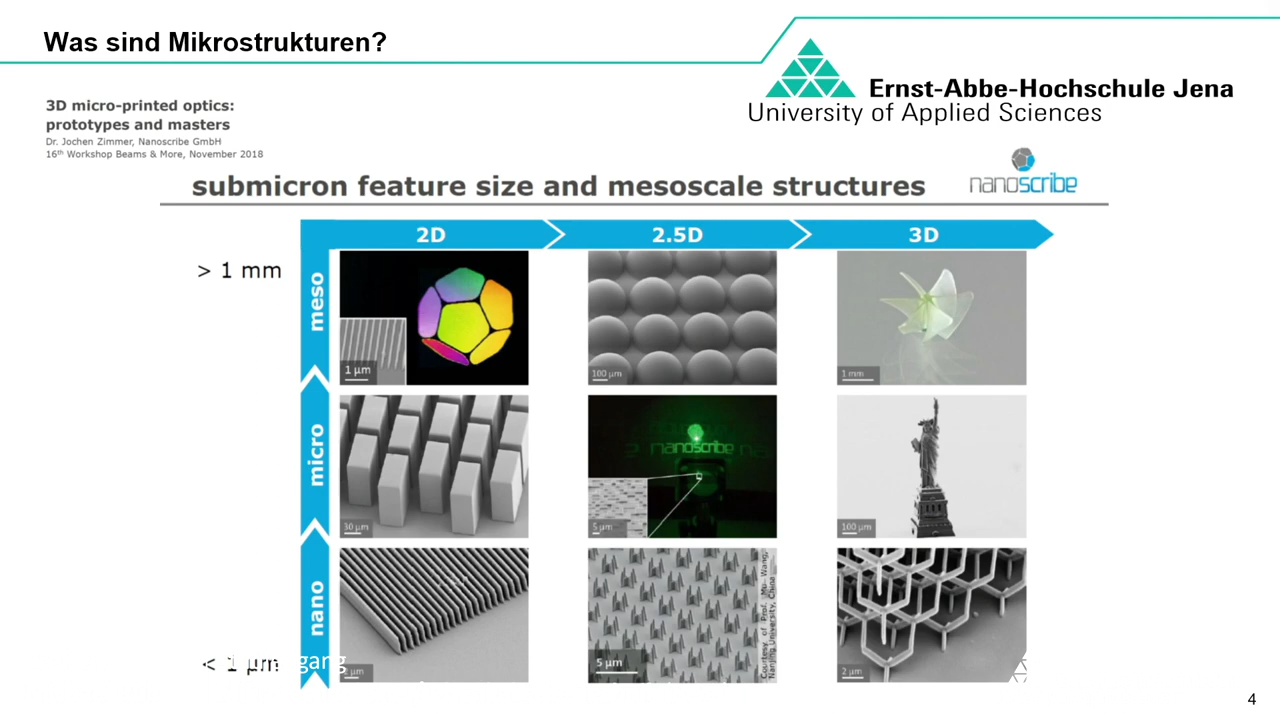 Was sind Mikrostrukturen?
Ernst-Abbe-Hochschule Jena
University of Applied Sciences
3D micro-printed optics:
prototypes and masters
Dr. Jochen Zimmer, Nanoscribe GmbH
16th Workshop Beams & More, November 2018
submicron feature size and mesoscale structures
nanoscribe
2D
2.5D
3D
> 1 mm
meso
1 µm
100 µm
1 mm
micro
30 µm
nanoscribe
5 µm
100 µm
nano
5 µm
Courtesy of Prof. Mu Wang,
Nanjing University, China
2 µm
< 1 µm
4